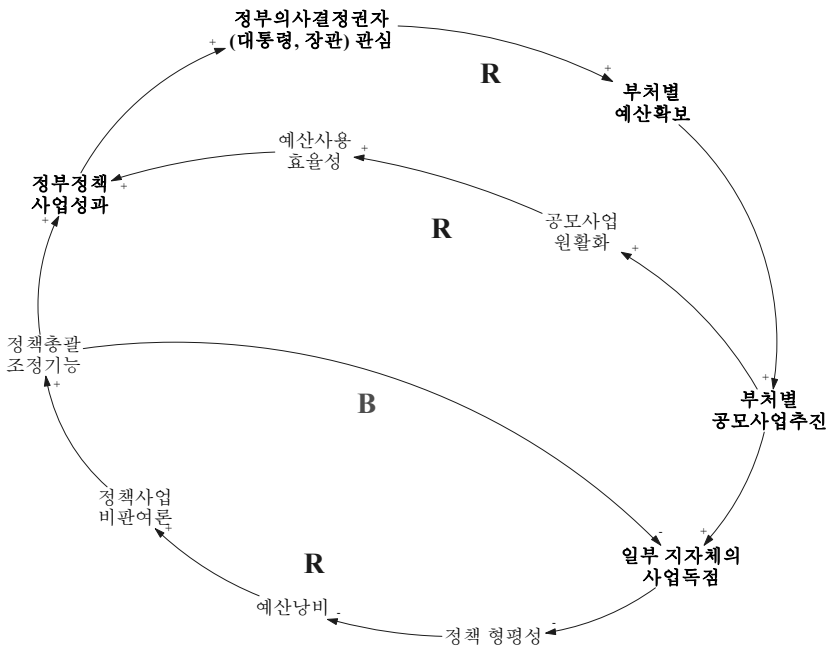 정부의사결정권자
(대통령, 장관) 관심
+
R
+
부처별
예산확보
예산사용
효율성
+
정부정책
사업성과
+
+
R
공모사업
원활화
+
정책총괄
조정기능
+
B
+
부처별
공모사업추진
정책사업
비판여론
+
-
+
일부 지자체의
사업독점
R
예산낭비
-
정책 형평성
-